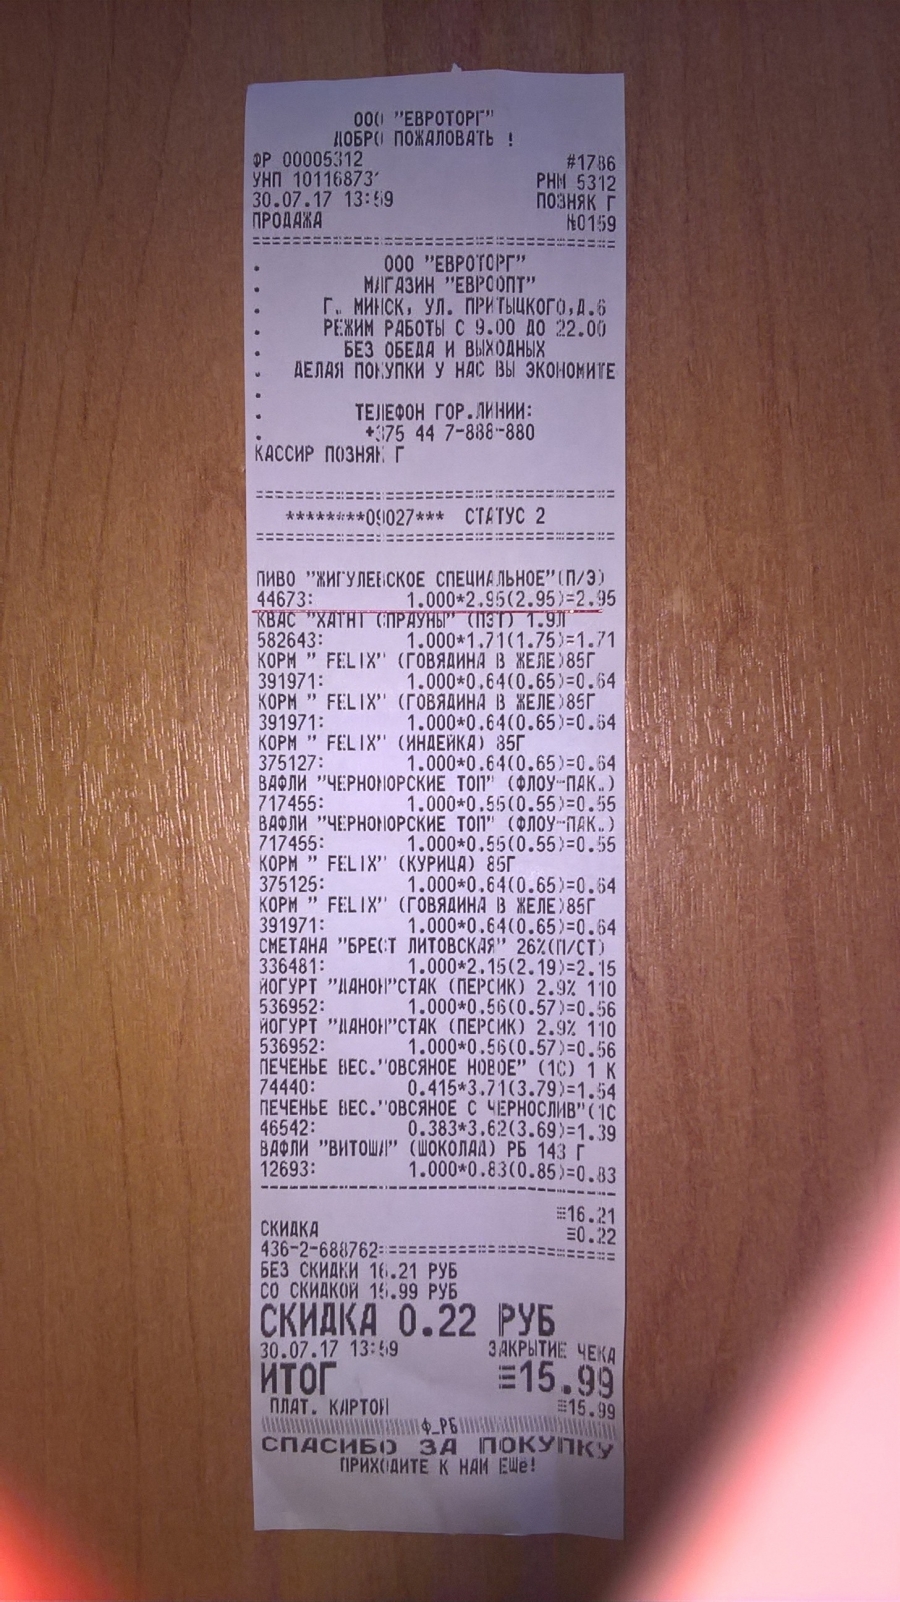 ООО "ЕВРОТОРГ"
ДОБРО ПОЖАЛОВАТЬ !
ФР 00005312 #1786
УНП 101168731 РНМ 5312
30.07.17 13:59 ПОЗНЯК Г
ПРОДАЖА №0159
ООО "ЕВРОТОРГ"
МАГАЗИН "ЕВРООПТ"
Г. МИНСК, УЛ. ПРИТЫЦКОГО,Д.6
РЕЖИМ РАБОТЫ С 9.00 ДО 22.00
БЕЗ ОБЕДА И ВЫХОДНЫХ
ДЕЛАЯ ПОКУПКИ У НАС ВЫ ЭКОНОМИТЕ
ТЕЛЕФОН ГОР.ЛИНИИ:
+375 44 7-888-880
КАССИР ПОЗНЯК Г
********09027*** СТАТУС 2
ПИВО "ЖИГУЛЕВСКОЕ СПЕЦИАЛЬНОЕ"(П/Э)
44673: 1.000*2.95(2.95)=2.95
КВАС "ХАТНI СПРАУНЫ" (ПЭТ) 1.9Л
582643: 1.000*1.71(1.75)=1.71
КОРМ " FELIX" (ГОВЯДИНА В ЖЕЛЕ)85Г
391971: 1.000*0.64(0.65)=0.64
КОРМ " FELIX" (ГОВЯДИНА В ЖЕЛЕ)85Г
391971: 1.000*0.64(0.65)=0.64
КОРМ " FELIX" (ИНДЕЙКА) 85Г
375127: 1.000*0.64(0.65)=0.64
ВАФЛИ "ЧЕРНОМОРСКИЕ ТОП" (ФЛОУ-ПАК.)
717455: 1.000*0.55(0.55)=0.55
ВАФЛИ "ЧЕРНОМОРСКИЕ ТОП" (ФЛОУ-ПАК.)
717455: 1.000*0.55(0.55)=0.55
КОРМ " FELIX" (КУРИЦА) 85Г
375125: 1.000*0.64(0.65)=0.64
КОРМ " FELIX" (ГОВЯДИНА В ЖЕЛЕ)85Г
391971: 1.000*0.64(0.65)=0.64
СМЕТАНА "БРЕСТ ЛИТОВСКАЯ" 26%(П/СТ)
336481: 1.000*2.15(2.19)=2.15
ЙОГУРТ "ДАНОН"СТАК (ПЕРСИК) 2.9% 110
536952: 1.000*0.56(0.57)=0.56
ЙОГУРТ "ДАНОН"СТАК (ПЕРСИК) 2.9% 110
536952: 1.000*0.56(0.57)=0.56
ПЕЧЕНЬЕ ВЕС."ОВСЯНОЕ НОВОЕ" (1С) 1 К
74440: 0.415*3.71(3.79)=1.54
ПЕЧЕНЬЕ ВЕС."ОВСЯНОЕ С ЧЕРНОСЛИВ"(1С
46542: 0.383*3.62(3.69)=1.39
ВАФЛИ "ВИТОША" (ШОКОЛАД) РБ 143 Г
12693: 1.000*0.83(0.85)=0.83
≡16.21
СКИДКА ≡0.22
436-2-688762
БЕЗ СКИДКИ 16.21 РУБ
СО СКИДКОЙ 15.99 РУБ
СКИДКА 0.22 РУБ
30.07.17 13:59 ЗАКРЫТИЕ ЧЕКА
ИТОГ ≡15.99
ПЛАТ. КАРТОЙ ≡15.99
Ф_РБ
СПАСИБО ЗА ПОКУПКУ
ПРИХОДИТЕ К НАМ ЕЩЕ!